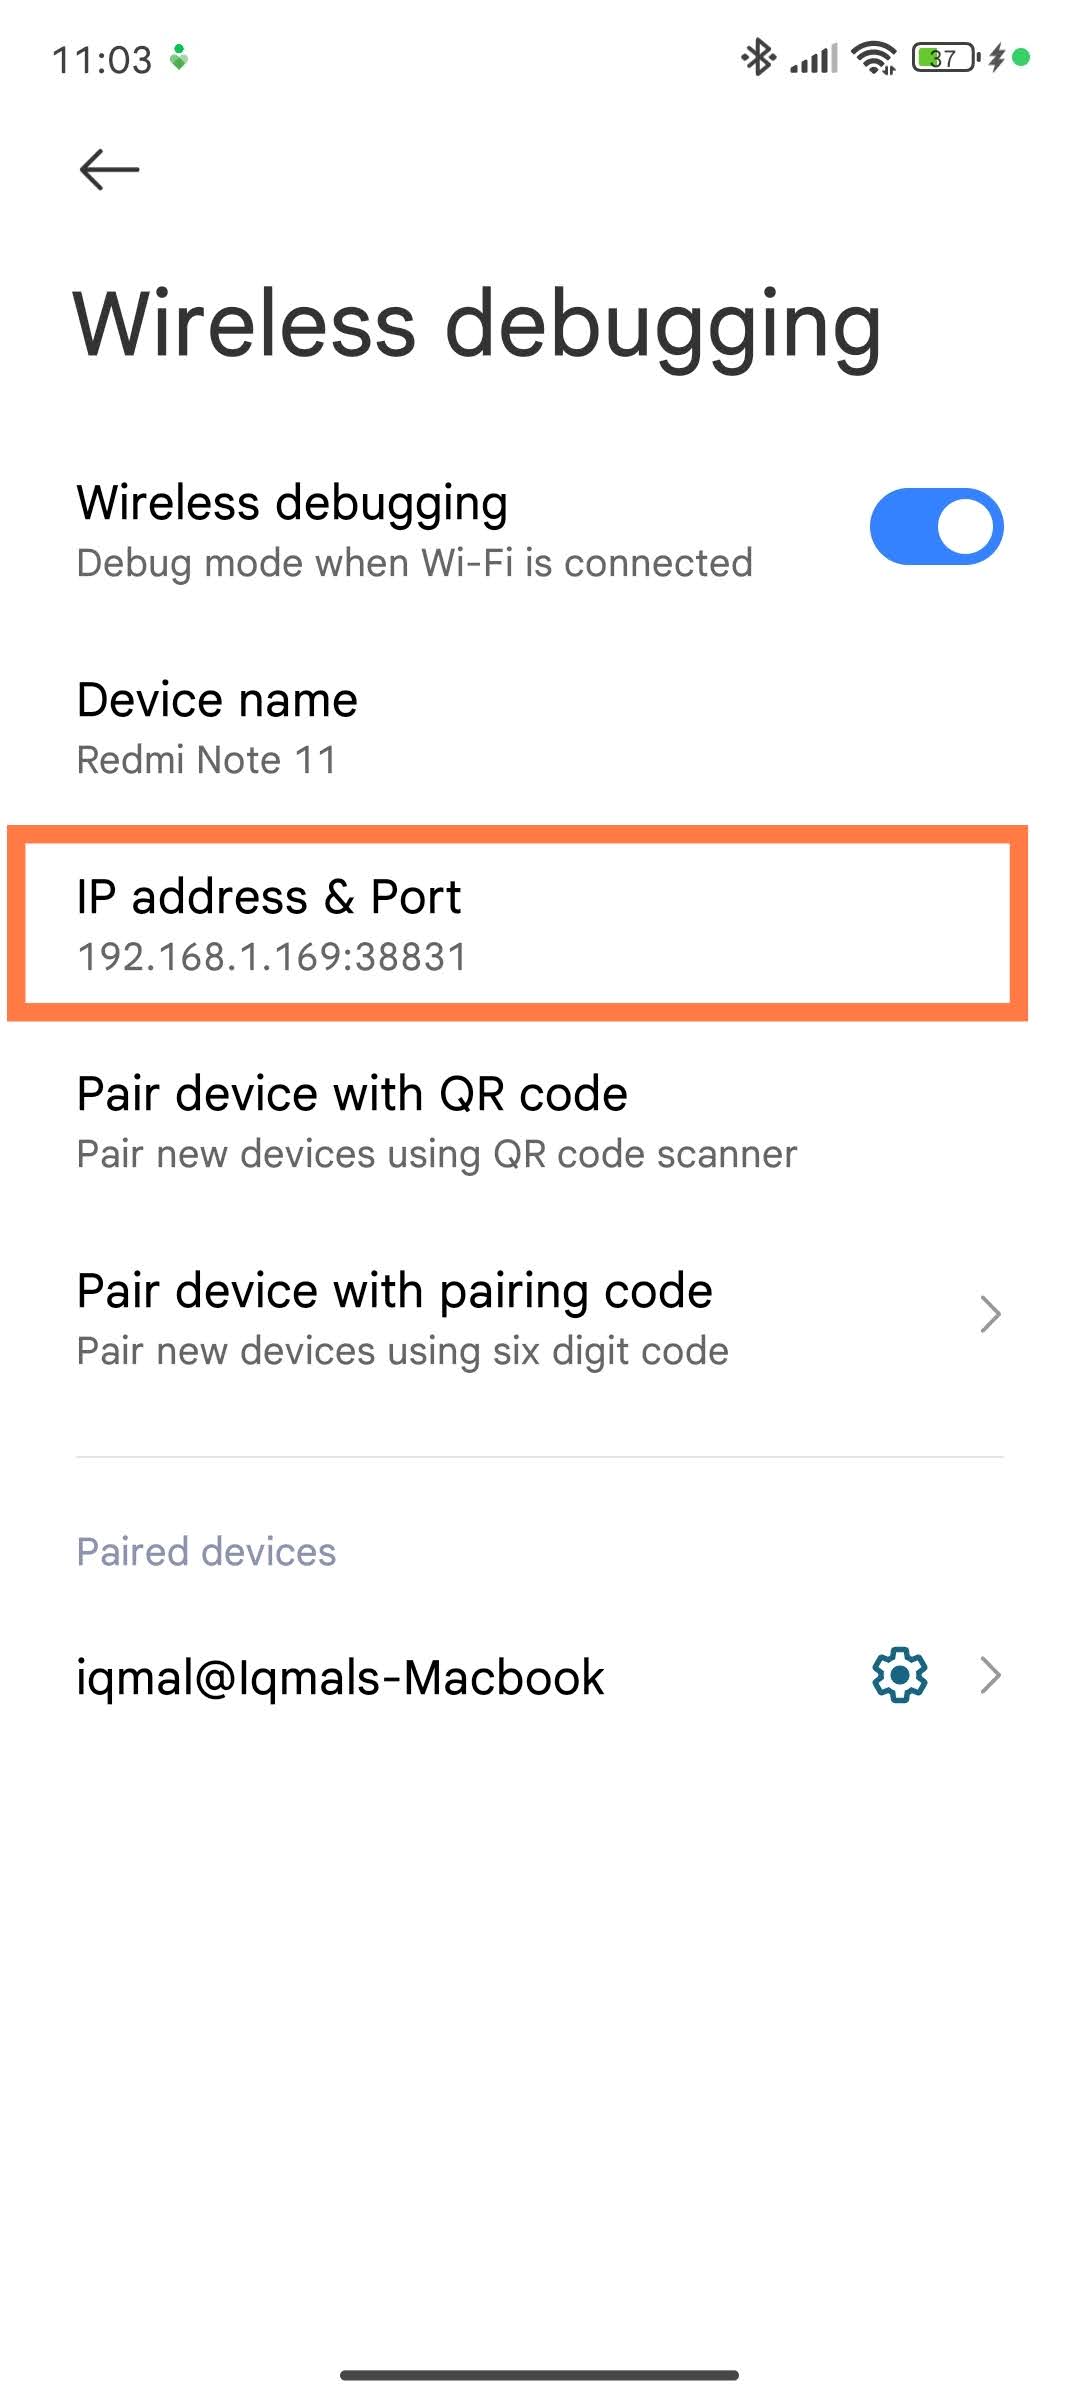 11:03
37
Wireless debugging
Wireless debugging
Debug mode when Wi-Fi is connected
Device name
Redmi Note 11
IP address & Port
192.168.1.169:38831
Pair device with QR code
Pair new devices using QR code scanner
Pair device with pairing code
Pair new devices using six digit code
Paired devices
iqmal@Iqmals-Macbook